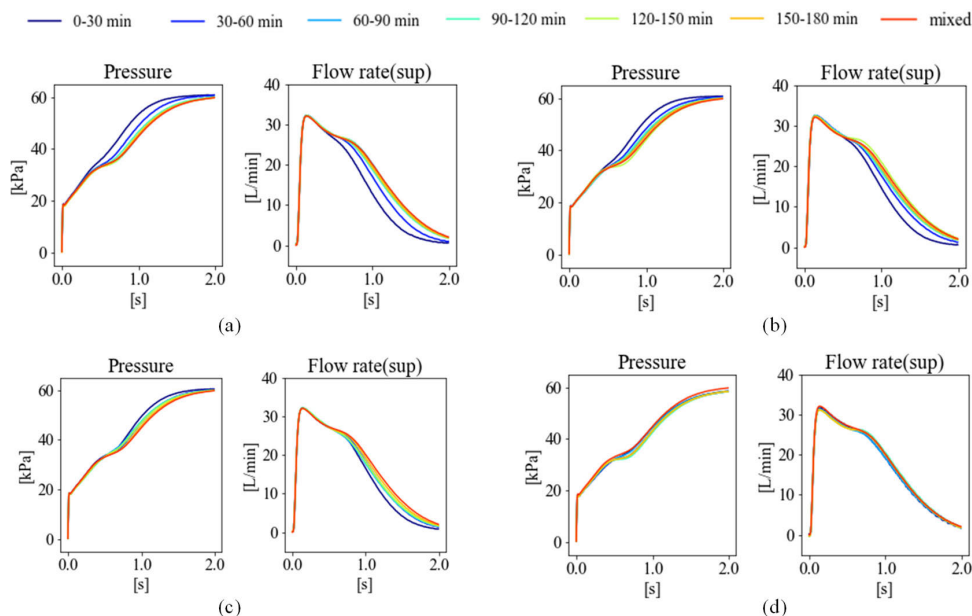 0-30 min 30-60 min 60-90 min 90-120 min 120-150 min 150-180 min mixed
Pressure Flow rate(sup) Pressure Flow rate(sup)
[kPa] 60 40 20 0 [L/min] 40 30 20 10 0 [kPa] 60 40 20 0 [L/min] 40 30 20 10 0
0.0 1.0 2.0 0.0 1.0 2.0 0.0 1.0 2.0 0.0 1.0 2.0
[s] [s] [s] [s]
(a) (b)
Pressure Flow rate(sup) Pressure Flow rate(sup)
[kPa] 60 40 20 0 [L/min] 40 30 20 10 0 [kPa] 60 40 20 0 [L/min] 40 30 20 10 0
0.0 1.0 2.0 0.0 1.0 2.0 0.0 1.0 2.0 0.0 1.0 2.0
[s] [s] [s] [s]
(c) (d)